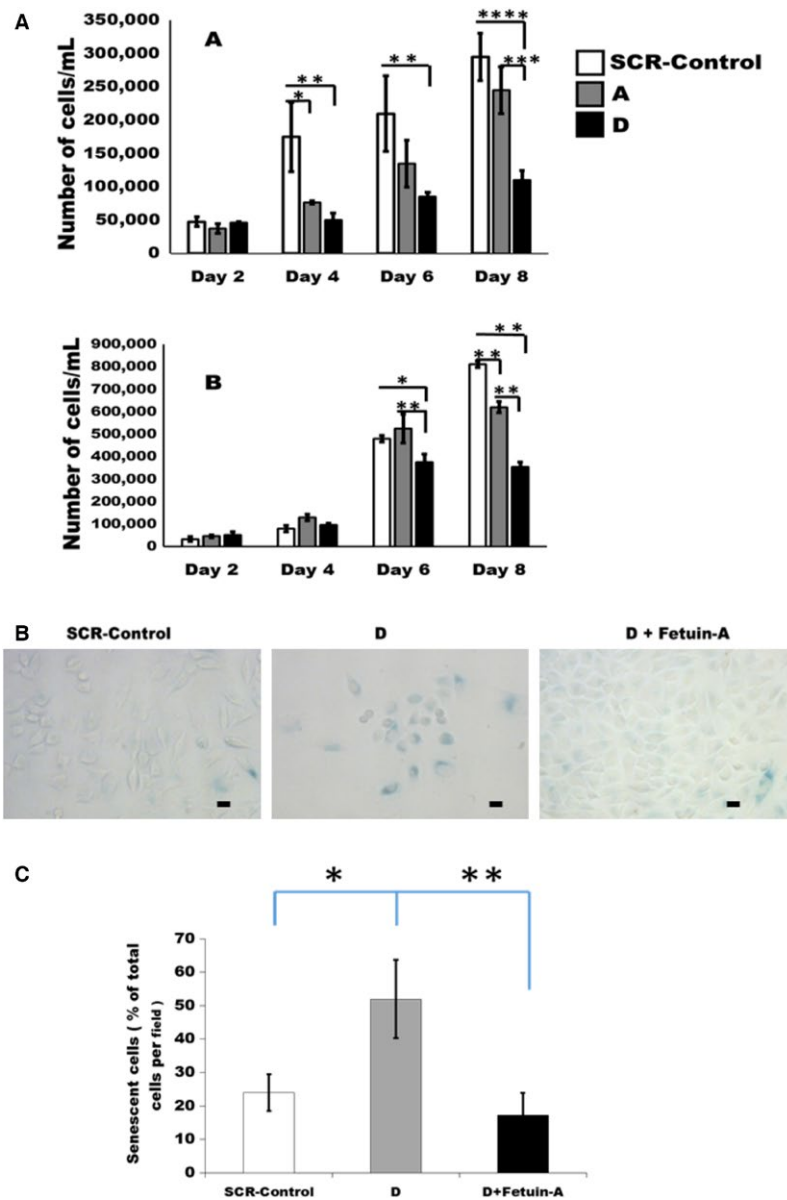 A
A
350,000
300,000
250,000
200,000
150,000
100,000
50,000
0
Number of cells/mL
* *
*
* *
* * * *
* * *
Day 2 Day 4 Day 6 Day 8
SCR-Control
A
D
B
900,000
800,000
700,000
600,000
500,000
400,000
300,000
200,000
100,000
0
Number of cells/mL
*
* *
* *
* *
* *
Day 2 Day 4 Day 6 Day 8
B
SCR-Control D D + Fetuin-A
C
* * *
Senescent cells ( % of total
cells per field )
70
60
50
40
30
20
10
0
SCR-Control D D+Fetuin-A